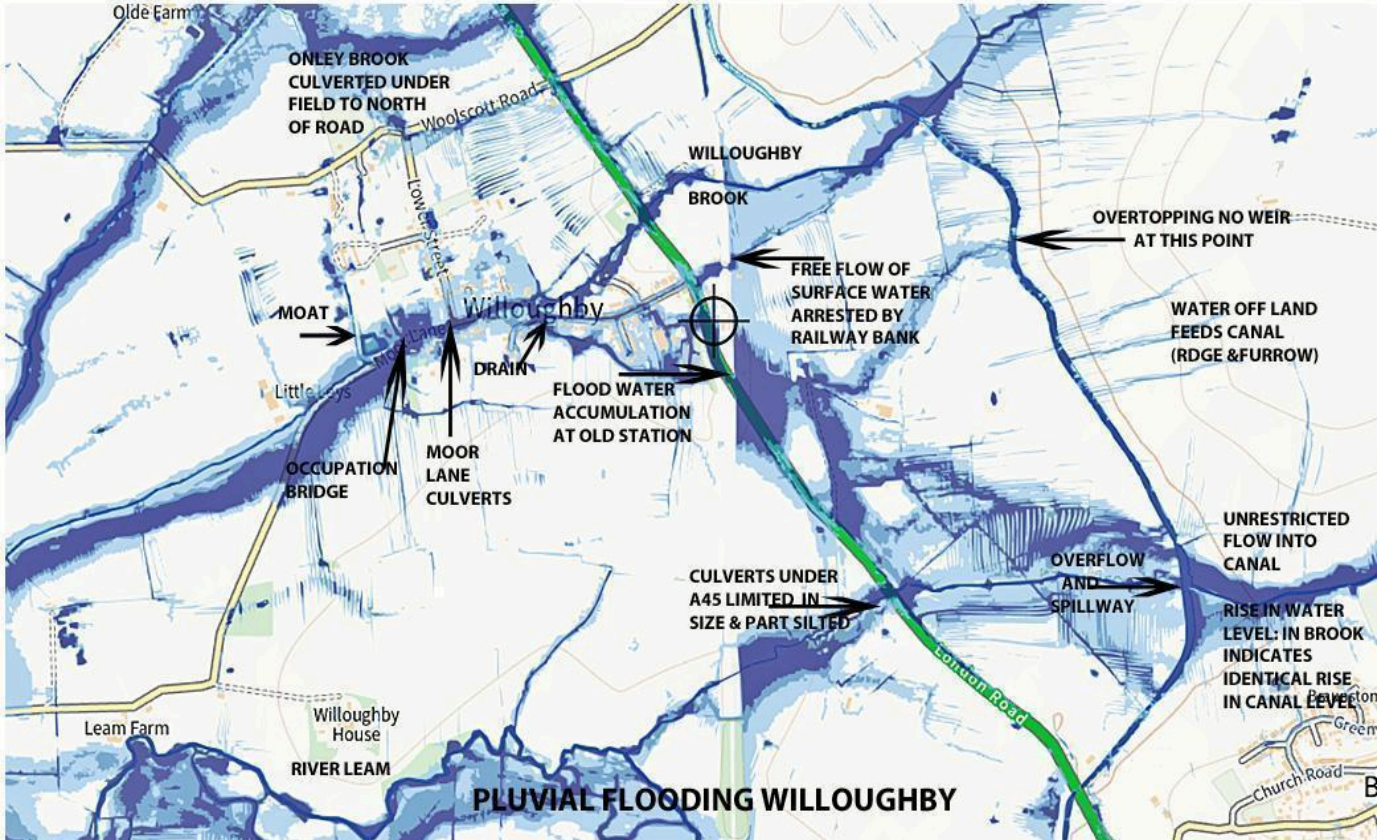 Olde Farm
ONLEY BROOK
CULVERTED UNDER
FIELD TO NORTH
OF ROAD
Woolscott Road
Lower Street
WILLOUGHBY
BROOK
OVERTOPPING NO WEIR
AT THIS POINT
FREE FLOW OF
SURFACE WATER
ARRESTED BY
RAILWAY BANK
WATER OFF LAND
FEEDS CANAL
(RDGE &FURROW)
MOAT
Willoughby
Moor Lane
DRAIN
Little Leys
FLOOD WATER
ACCUMULATION
AT OLD STATION
OCCUPATION
BRIDGE
MOOR
LANE
CULVERTS
UNRESTRICTED
FLOW INTO
CANAL
OVERFLOW
AND
SPILLWAY
CULVERTS UNDER
A45 LIMITED IN
SIZE & PART SILTED
RISE IN WATER
LEVEL: IN BROOK
INDICATES
IDENTICAL RISE
IN CANAL LEVEL
London Road
Willoughby
House
Leam Farm
RIVER LEAM
Church Road
B
PLUVIAL FLOODING WILLOUGHBY